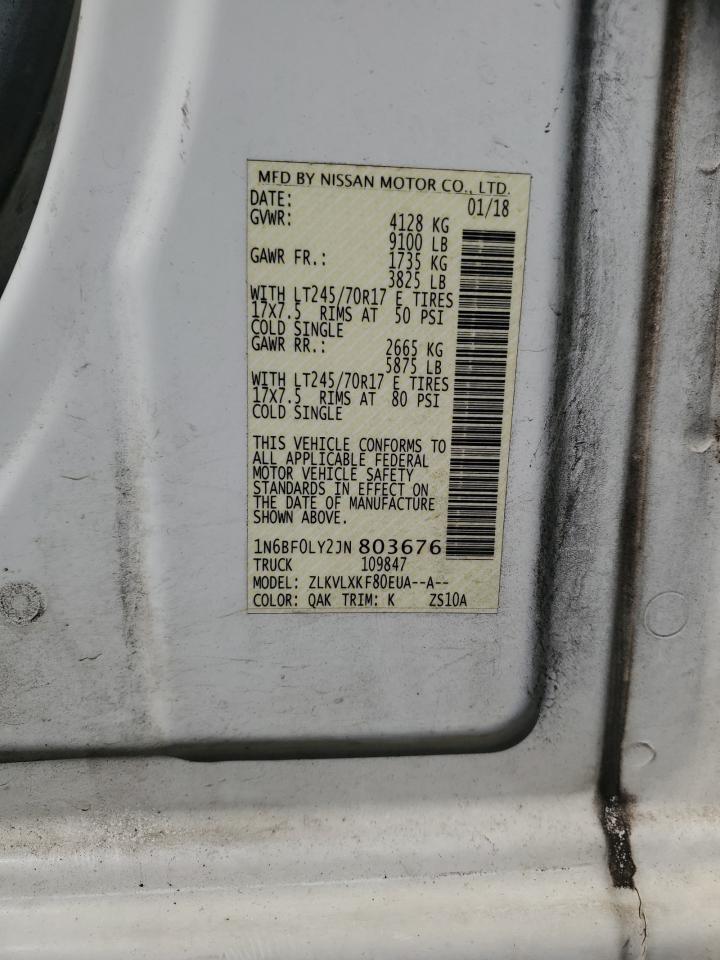 MFD BY NISSAN MOTOR CO., LTD.
DATE: 01/18
GVWR: 4128 KG
9100 LB
GAWR FR.: 1735 KG
3825 LB
WITH LT245/70R17 E TIRES
17X7.5 RIMS AT 50 PSI
COLD SINGLE
GAWR RR.: 2665 KG
5875 LB
WITH LT245/70R17 E TIRES
17X7.5 RIMS AT 80 PSI
COLD SINGLE
THIS VEHICLE CONFORMS TO
ALL APPLICABLE FEDERAL
MOTOR VEHICLE SAFETY
STANDARDS IN EFFECT ON
THE DATE OF MANUFACTURE
SHOWN ABOVE.
1N6BF0LY2JN803676
TRUCK 109847
MODEL: ZLKVLXKF80EUA--A--
COLOR: QAK TRIM: K ZS10A